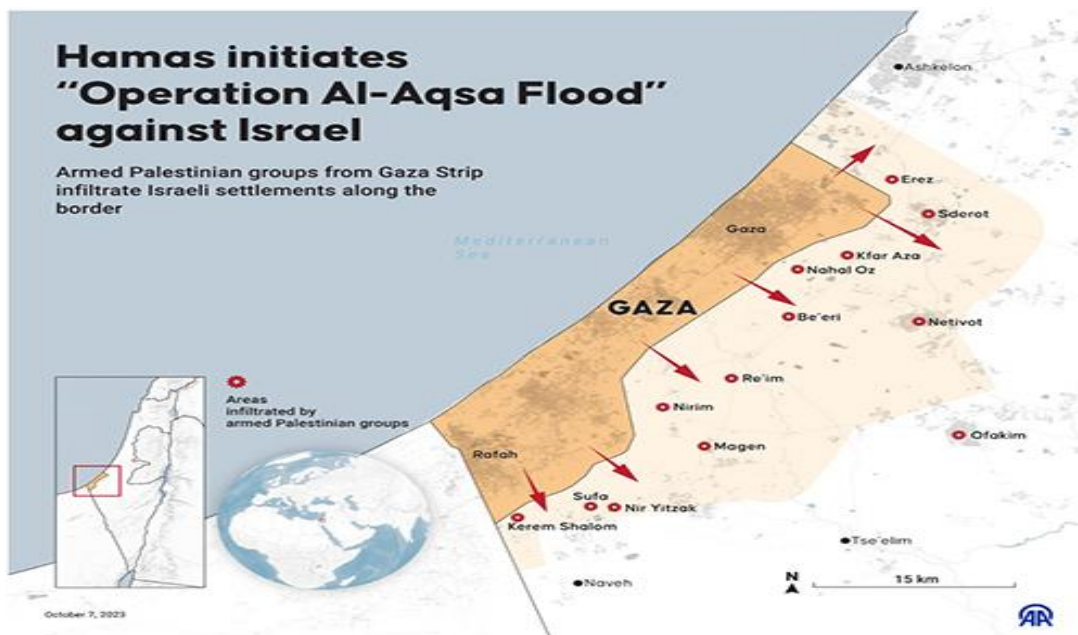 Hamas initiates
“Operation Al-Aqsa Flood”
against Israel
Armed Palestinian groups from Gaza Strip
infiltrate Israeli settlements along the
border
Ashkelon
Erez
Sderot
Gaza
Mediterranean
Sea
Kfar Aza
Nahal Oz
GAZA
Be'eri
Netivot
Re'im
Areas
infiltrated by
armed Palestinian groups
Nirim
Ofakim
Magen
Rafah
Sufa
Nir Yitzak
Kerem Shalom
Tse'elim
Naveh
N
15 km
October 7, 2023
AA